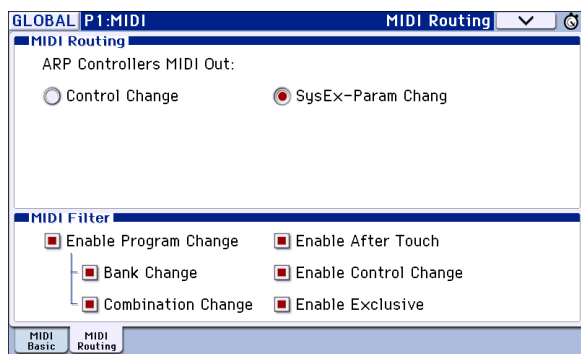 GLOBAL P1:MIDI MIDI Routing
MIDI Routing
ARP Controllers MIDI Out:
Control Change SysEx-Param Chang
MIDI Filter
Enable Program Change Enable After Touch
Bank Change Enable Control Change
Combination Change Enable Exclusive
MIDI Basic MIDI Routing